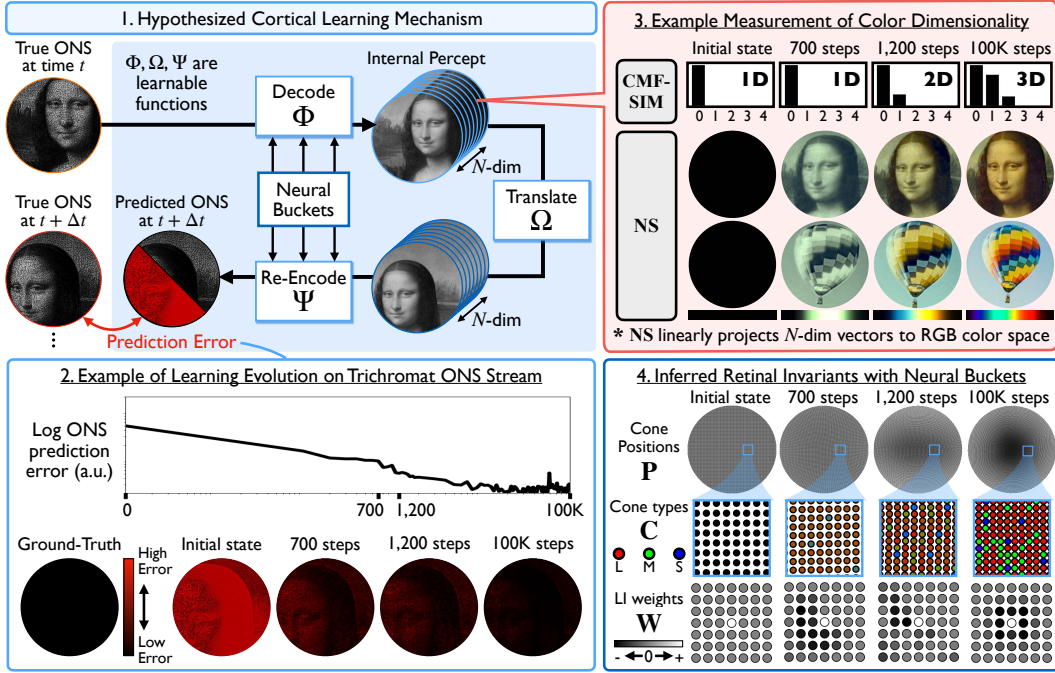 1. Hypothesized Cortical Learning Mechanism
True ONS
at time t
Φ, Ω, Ψ are
learnable
functions
Decode
Φ
Internal Percept
N-dim
Neural
Buckets
Translate
Ω
True ONS
at t + Δt
Predicted ONS
at t + Δt
Re-Encode
Ψ
N-dim
Prediction Error
2. Example of Learning Evolution on Trichromat ONS Stream
Log ONS
prediction
error (a.u.)
0 700 1,200 100K
Ground-Truth Initial state 700 steps 1,200 steps 100K steps
High
Error
Low
Error
3. Example Measurement of Color Dimensionality
Initial state 700 steps 1,200 steps 100K steps
CMF-
SIM
1D 1D 2D 3D
0 1 2 3 4 0 1 2 3 4 0 1 2 3 4 0 1 2 3 4
NS
* NS linearly projects N-dim vectors to RGB color space
4. Inferred Retinal Invariants with Neural Buckets
Initial state 700 steps 1,200 steps 100K steps
Cone
Positions
P
Cone types
C
L M S
LI weights
W
- 0 +